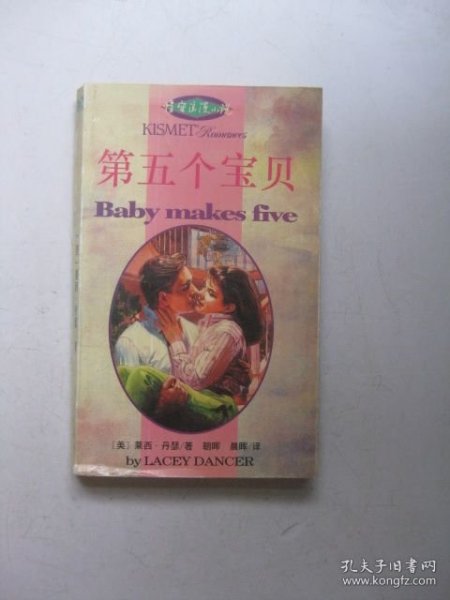 KISMET Romances
第五个宝贝
Baby makes five
［美］莱西·丹瑟/著 朝晖 晨晖/译
by LACEY DANCER
孔夫子旧书网
www.kongfz.com